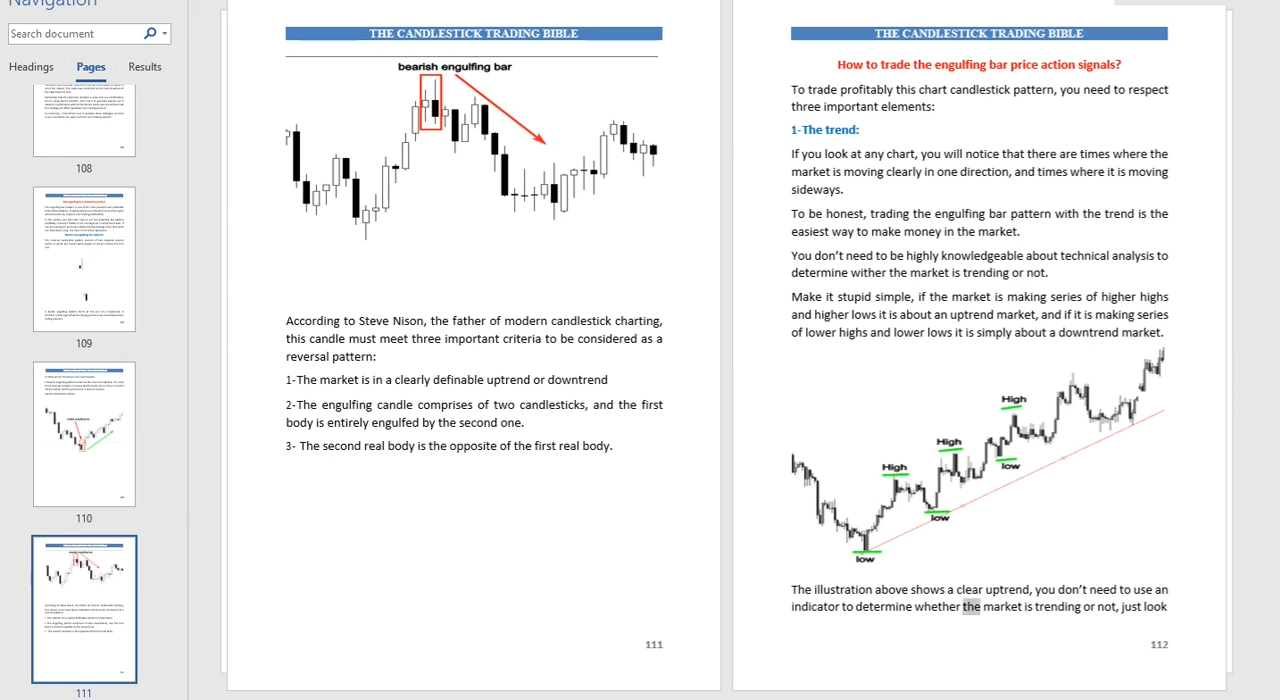 Navigation
Search document
Headings Pages Results
108
109
110
111
THE CANDLESTICK TRADING BIBLE
bearish engulfing bar
According to Steve Nison, the father of modern candlestick charting,
this candle must meet three important criteria to be considered as a
reversal pattern:
1-The market is in a clearly definable uptrend or downtrend
2-The engulfing candle comprises of two candlesticks, and the first
body is entirely engulfed by the second one.
3- The second real body is the opposite of the first real body.
111
THE CANDLESTICK TRADING BIBLE
How to trade the engulfing bar price action signals?
To trade profitably this chart candlestick pattern, you need to respect
three important elements:
1-The trend:
If you look at any chart, you will notice that there are times where the
market is moving clearly in one direction, and times where it is moving
sideways.
To be honest, trading the engulfing bar pattern with the trend is the
easiest way to make money in the market.
You don’t need to be highly knowledgeable about technical analysis to
determine wither the market is trending or not.
Make it stupid simple, if the market is making series of higher highs
and higher lows it is about an uptrend market, and if it is making series
of lower highs and lower lows it is simply about a downtrend market.
High
High
low
High
low
low
The illustration above shows a clear uptrend, you don’t need to use an
indicator to determine whether the market is trending or not, just look
112